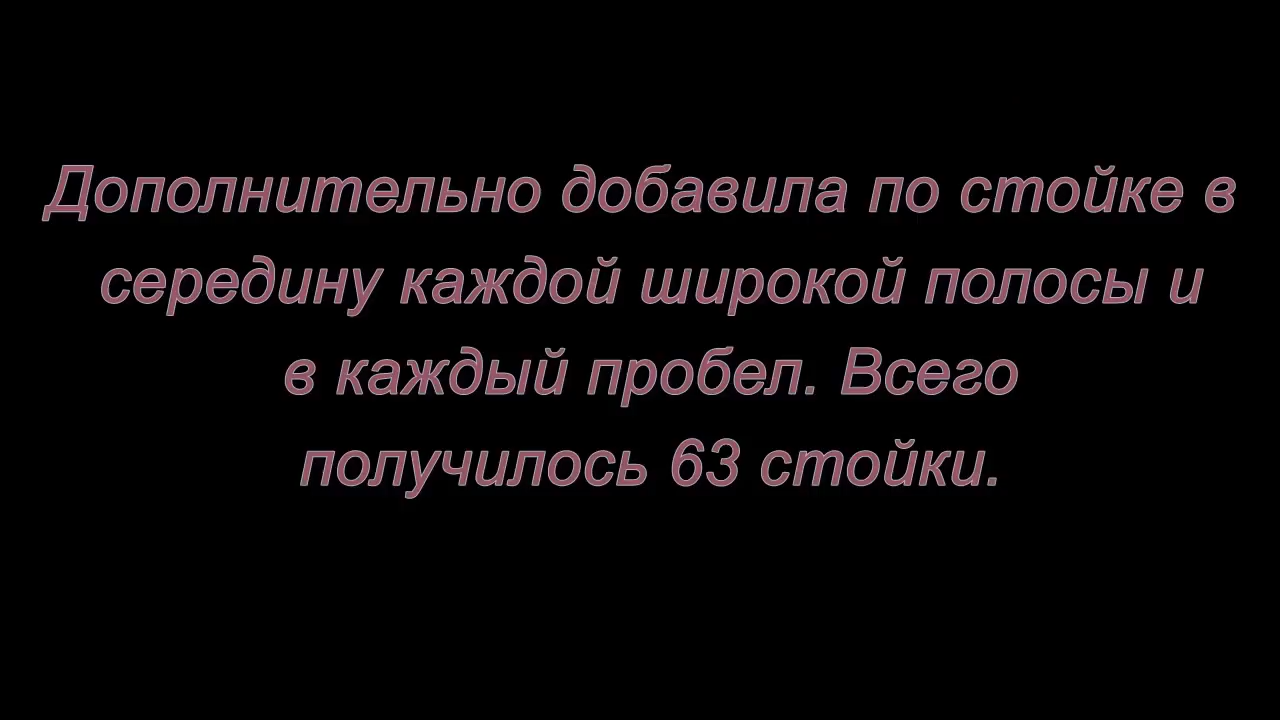 Дополнительно добавила по стойке в
середину каждой широкой полосы и
в каждый пробел. Всего
получилось 63 стойки.